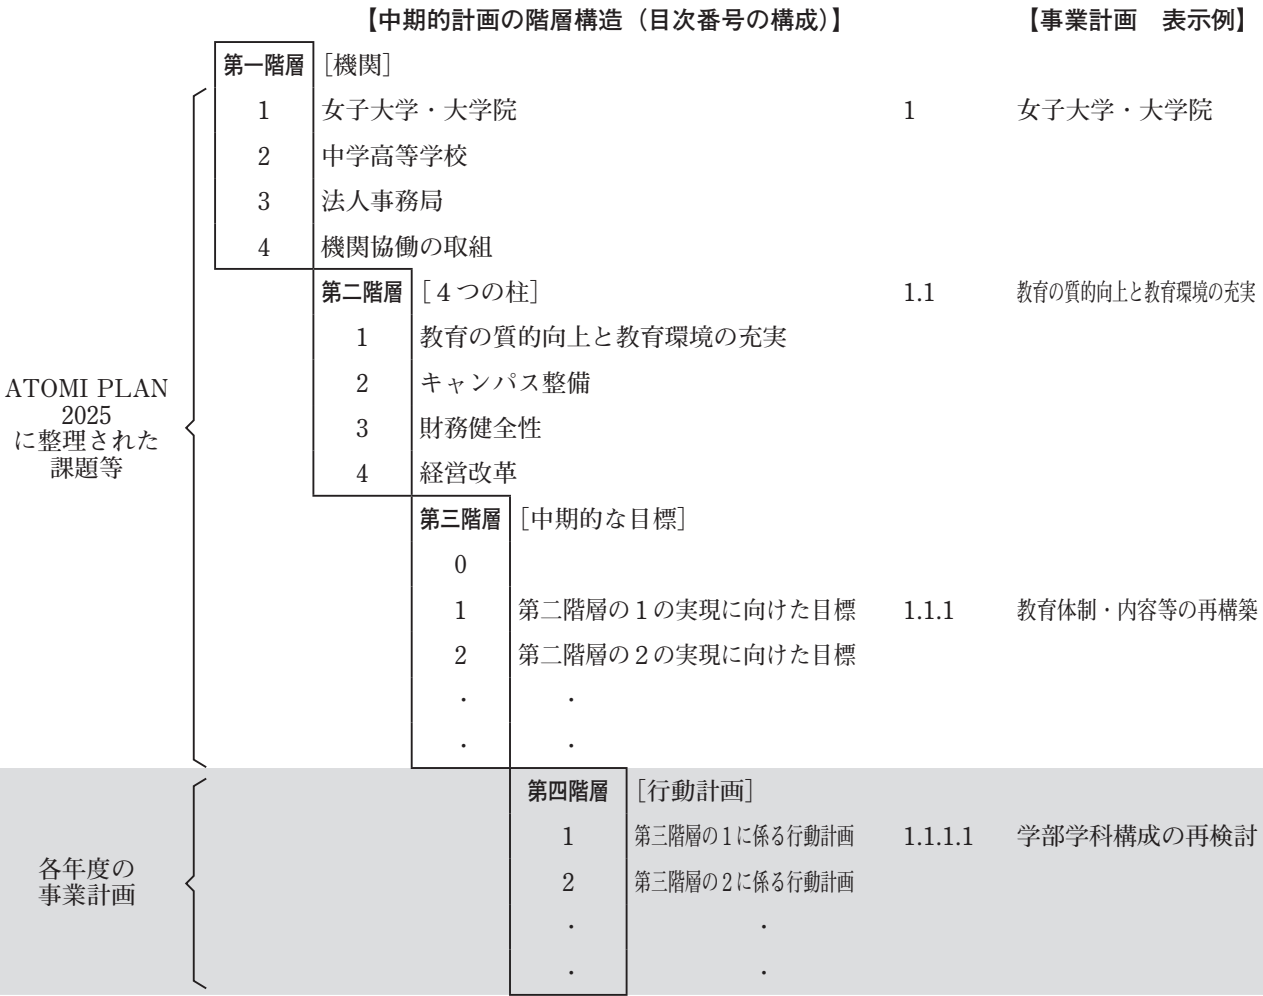 【中期的計画の階層構造（目次番号の構成）】 【事業計画　表示例】
第一階層 ［機関］
1 女子大学・大学院 1 女子大学・大学院
2 中学高等学校
3 法人事務局
4 機関協働の取組
第二階層 ［４つの柱］ 1.1 教育の質的向上と教育環境の充実
1 教育の質的向上と教育環境の充実
2 キャンパス整備
3 財務健全性
4 経営改革
ATOMI PLAN
2025
に整理された
課題等
第三階層 ［中期的な目標］
0
1 第二階層の１の実現に向けた目標 1.1.1 教育体制・内容等の再構築
2 第二階層の２の実現に向けた目標
・ ・
・ ・
第四階層 ［行動計画］
1 第三階層の１に係る行動計画 1.1.1.1 学部学科構成の再検討
2 第三階層の２に係る行動計画
・ ・
・ ・
各年度の
事業計画